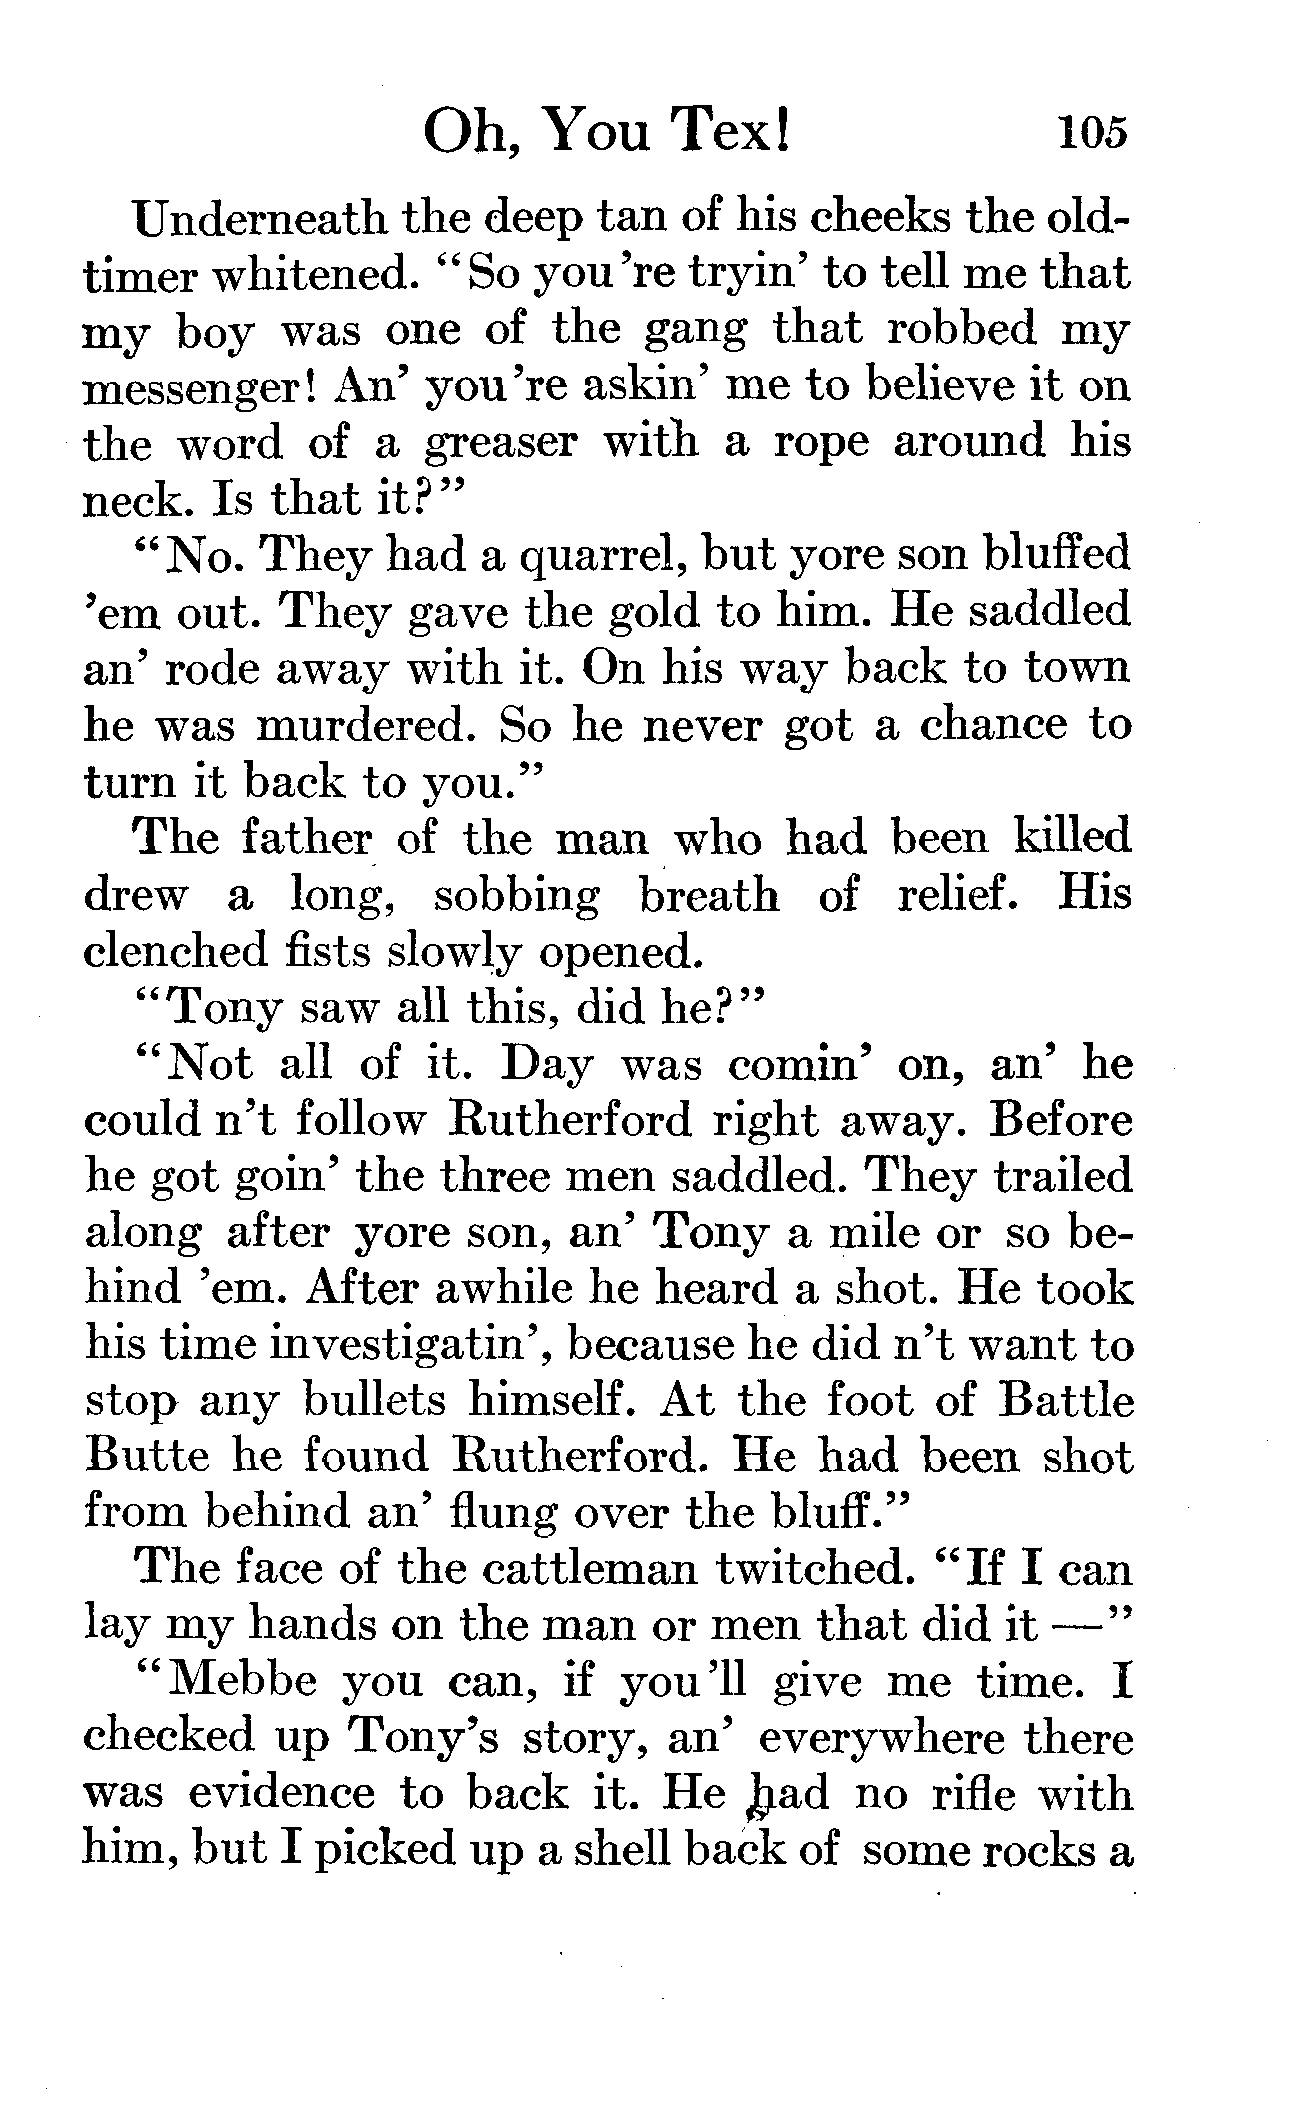 Oh, You Tex! 105
Underneath the deep tan of his cheeks the old-
timer whitened. "So you're tryin' to tell me that
my boy was one of the gang that robbed my
messenger! An' you're askin' me to believe it on
the word of a greaser with a rope around his
neck. Is that it?"
"No. They had a quarrel, but yore son bluffed
'em out. They gave the gold to him. He saddled
an' rode away with it. On his way back to town
he was murdered. So he never got a chance to
turn it back to you."
The father of the man who had been killed
drew a long, sobbing breath of relief. His
clenched fists slowly opened.
"Tony saw all this, did he?"
"Not all of it. Day was comin' on, an' he
could n't follow Rutherford right away. Before
he got goin' the three men saddled. They trailed
along after yore son, an' Tony a mile or so be-
hind 'em. After awhile he heard a shot. He took
his time investigatin', because he did n't want to
stop any bullets himself. At the foot of Battle
Butte he found Rutherford. He had been shot
from behind an' flung over the bluff."
The face of the cattleman twitched. "If I can
lay my hands on the man or men that did it —"
"Mebbe you can, if you'll give me time. I
checked up Tony's story, an' everywhere there
was evidence to back it. He had no rifle with
him, but I picked up a shell back of some rocks a